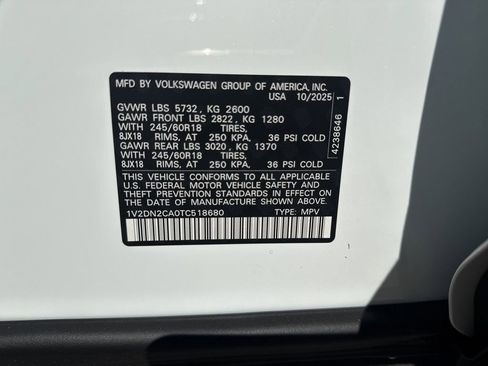 MFD BY VOLKSWAGEN GROUP OF AMERICA, INC.
USA 10/2025
GVWR LBS 5732, KG 2600
GAWR FRONT LBS 2822, KG 1280
WITH 245/60R18 TIRES,
8JX18 RIMS, AT 250 KPA, 36 PSI COLD
GAWR REAR LBS 3020, KG 1370
WITH 245/60R18 TIRES,
8JX18 RIMS, AT 250 KPA, 36 PSI COLD
THIS VEHICLE CONFORMS TO ALL APPLICABLE
U.S. FEDERAL MOTOR VEHICLE SAFETY AND
THEFT PREVENTION STANDARDS IN EFFECT ON
THE DATE OF MANUFACTURE SHOWN ABOVE.
1V2DN2CA0TC518680 TYPE: MPV
4238646 1